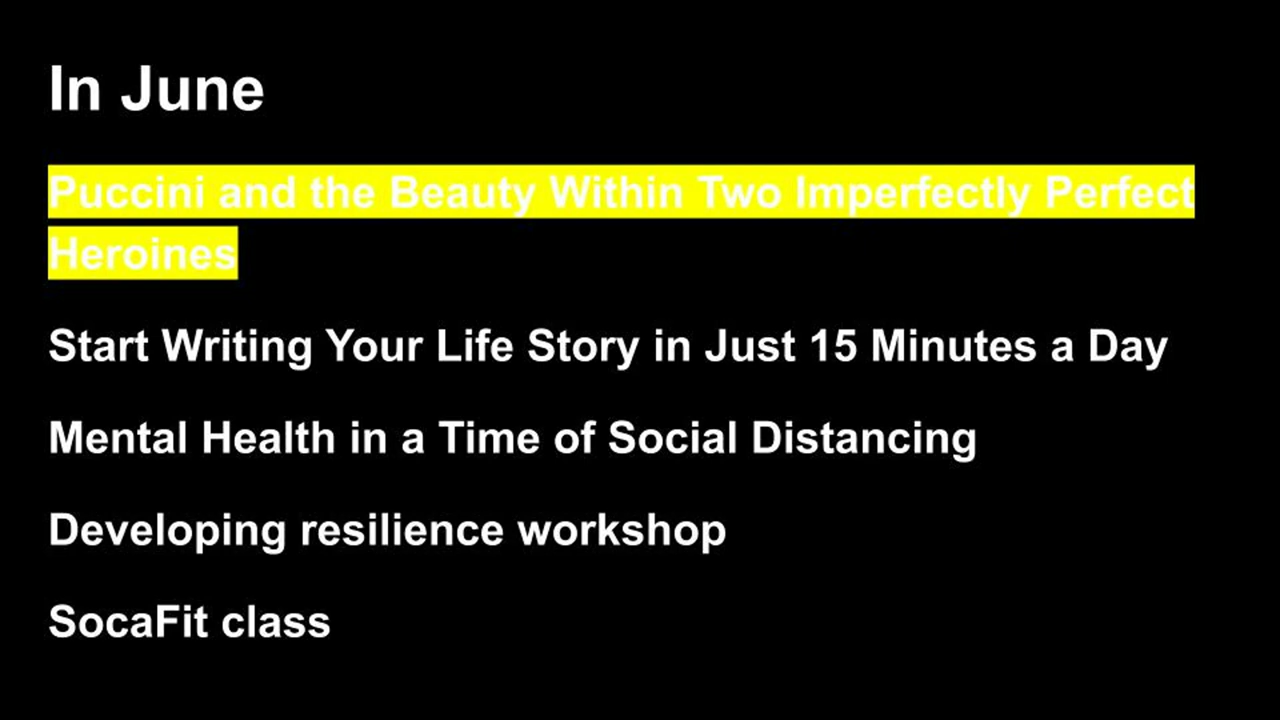 In June
Puccini and the Beauty Within Two Imperfectly Perfect
Heroines
Start Writing Your Life Story in Just 15 Minutes a Day
Mental Health in a Time of Social Distancing
Developing resilience workshop
SocaFit class